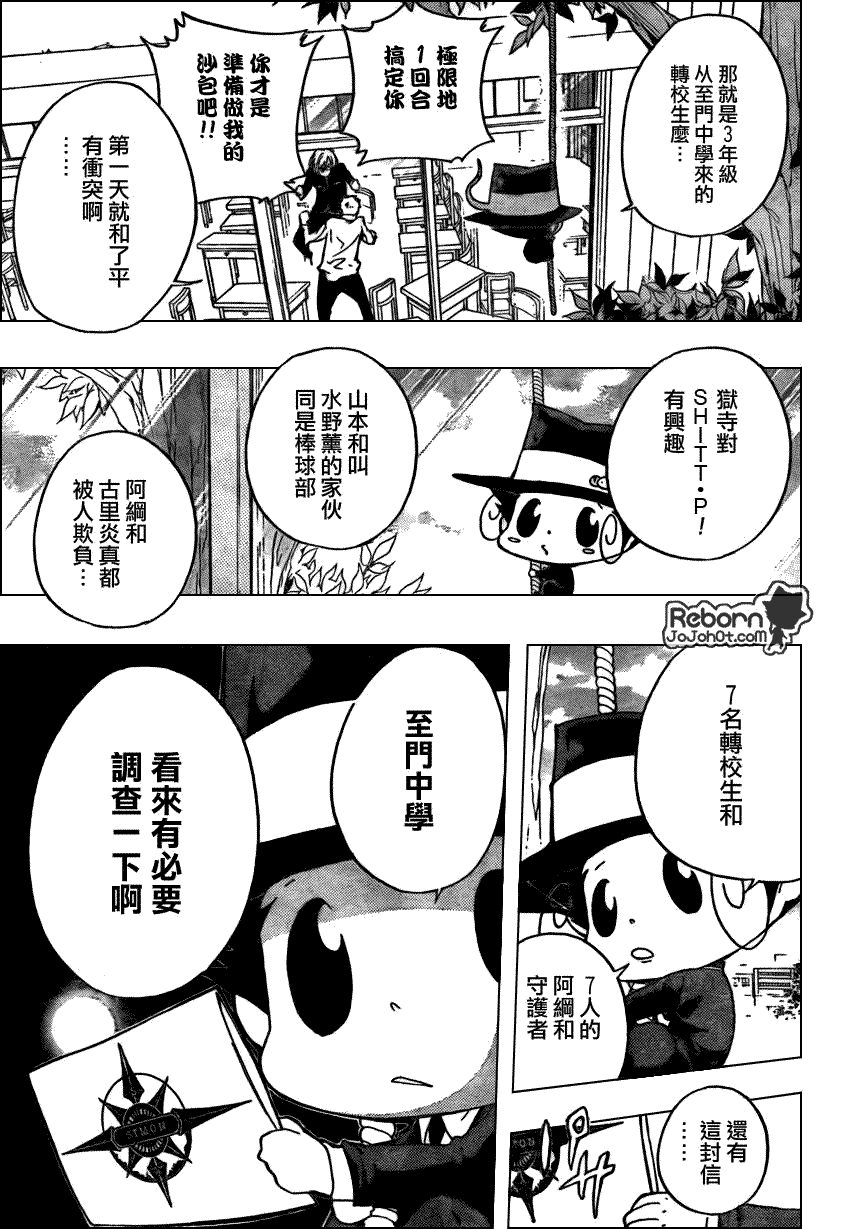 那就是3年級
从至門中學來的
轉校生麼…
極限地
1回合
搞定你
你才是
準備做我的
沙包吧!!
第一天就和了平
有衝突啊
……
獄寺對
SHITT·P!
有興趣
山本和叫
水野薰的家伙
同是棒球部
阿綱和
古里炎真都
被人欺負…
Reborn
JoJohot.com
7名轉校生和
7人的
阿綱和
守護者
還有
這封信
……
パサ
至門中學
看來有必要
調查一下啊
SIMON